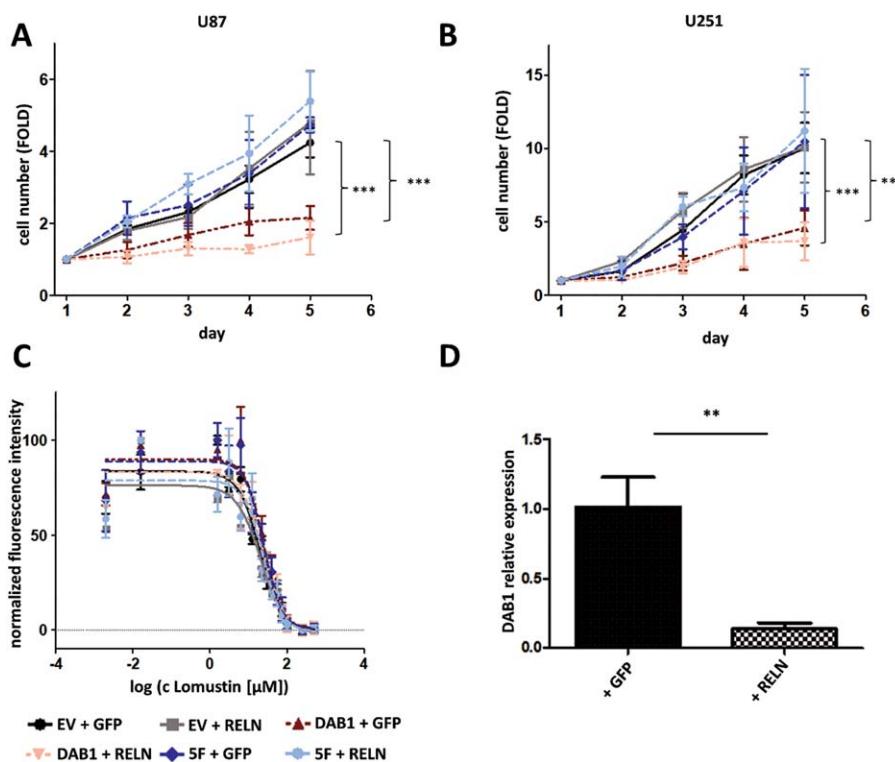 A
U87
cell number (FOLD)
6
4
2
0
1 2 3 4 5 6
day
***
***
B
U251
cell number (FOLD)
15
10
5
0
1 2 3 4 5 6
day
***
**
C
normalized fluorescence intensity
100
50
0
-4 -2 0 2 4
log (c Lomustin [µM])
D
DAB1 relative expression
1.5
1.0
0.5
0.0
**
+ GFP
+ RELN
EV + GFP EV + RELN DAB1 + GFP
DAB1 + RELN 5F + GFP 5F + RELN